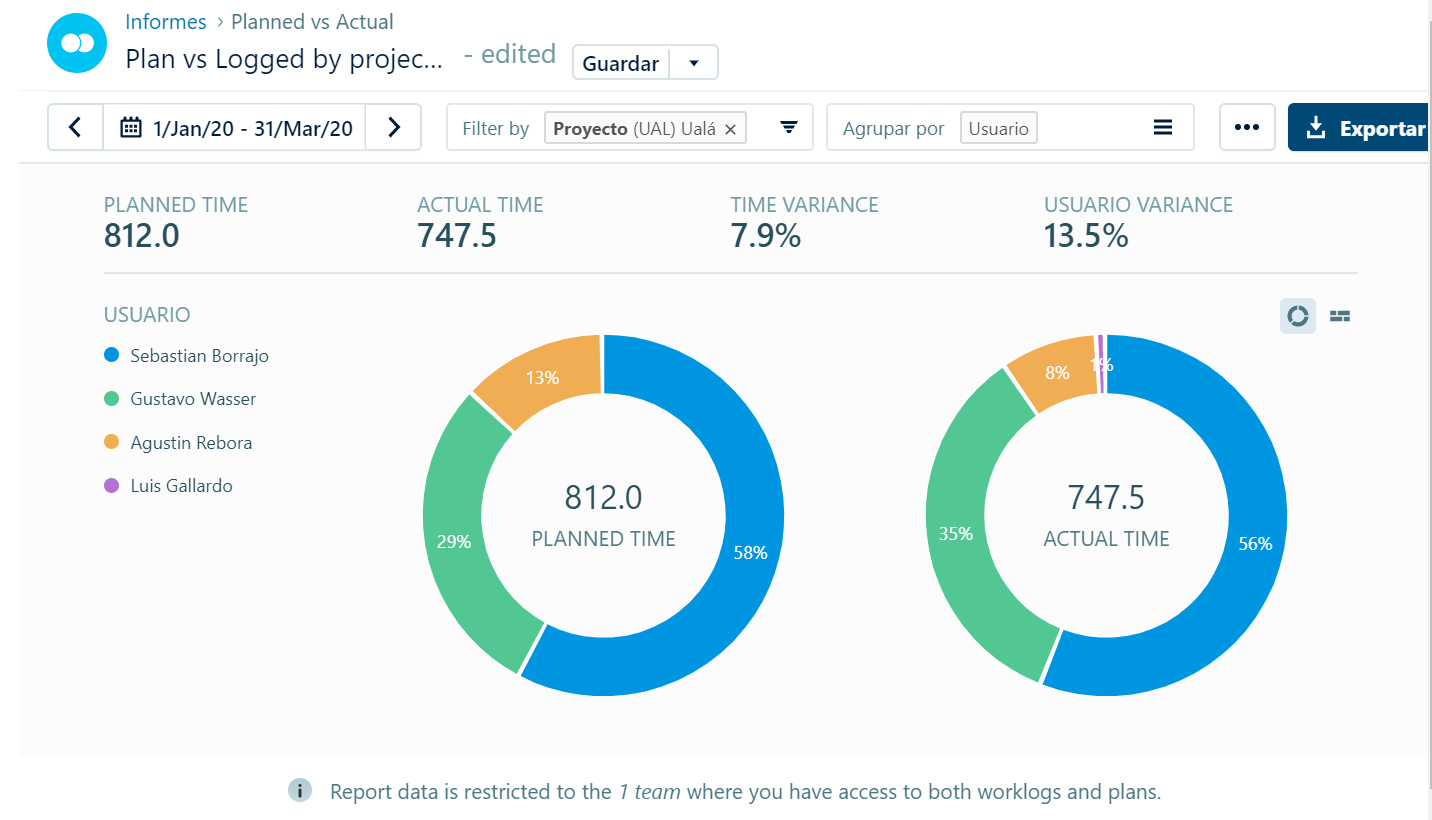 Informes > Planned vs Actual
Plan vs Logged by projec... - edited
Guardar
1/Jan/20 - 31/Mar/20
Filter by Proyecto (UAL) Ualá ×
Agrupar por Usuario
Exportar
PLANNED TIME
812.0
ACTUAL TIME
747.5
TIME VARIANCE
7.9%
USUARIO VARIANCE
13.5%
USUARIO
Sebastian Borrajo
Gustavo Wasser
Agustin Rebora
Luis Gallardo
13%
29%
58%
812.0
PLANNED TIME
8%
1%
35%
56%
747.5
ACTUAL TIME
Report data is restricted to the 1 team where you have access to both worklogs and plans.